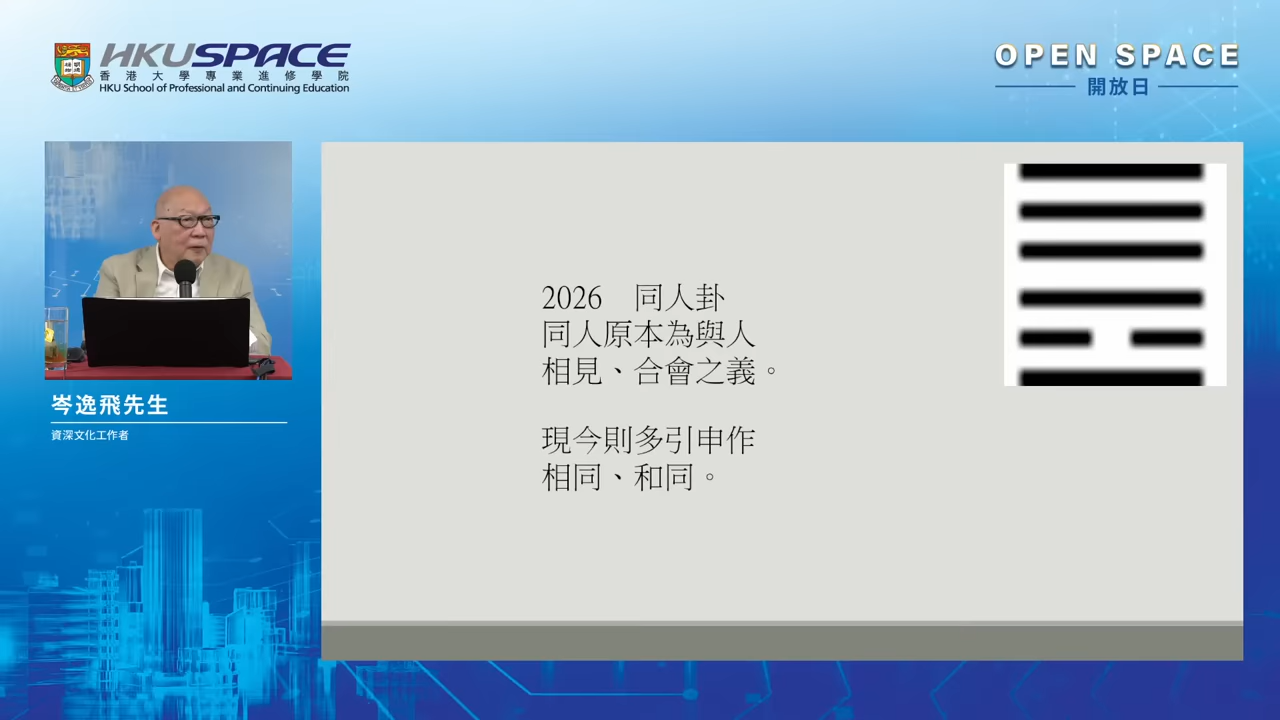 HKUSPACE
香港大學專業進修學院
HKU School of Professional and Continuing Education
OPEN SPACE
開放日
2026 同人卦
同人原本為與人
相見、合會之義。
現今則多引申作
相同、和同。
岑逸飛先生
資深文化工作者